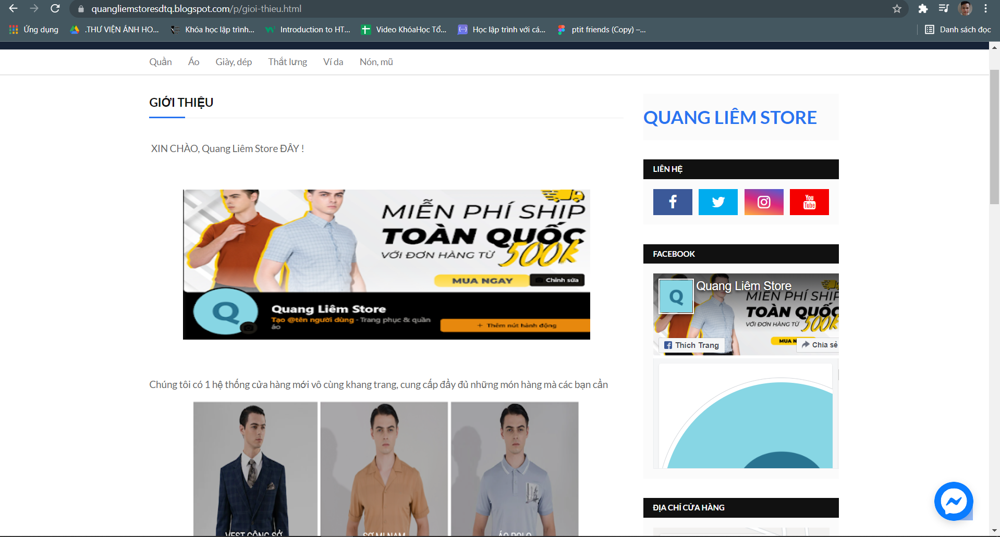 quangliemstoresdtq.blogspot.com/p/gioi-thieu.html
Ứng dụng
.THƯ VIỆN ẢNH HO...
Khóa học lập trình...
Introduction to HT...
Video KhóaHọc Tổ...
Học lập trình với cá...
ptit friends (Copy) –...
Danh sách đọc
Quần Áo Giày, dép Thắt lưng Ví da Nón, mũ
GIỚI THIỆU
XIN CHÀO, Quang Liêm Store ĐÂY !
MIỄN PHÍ SHIP
TOÀN QUỐC
VỚI ĐƠN HÀNG TỪ 500k
MUA NGAY
Chỉnh sửa
Q
Quang Liêm Store
Tạo @tên người dùng - Trang phục & quần
áo
+ Thêm nút hành động
Chúng tôi có 1 hệ thống cửa hàng mới vô cùng khang trang, cung cấp đầy đủ những món hàng mà các bạn cần
VEST CÔNG SỞ
SƠ MI NAM
ÁO POLO
QUANG LIÊM STORE
LIÊN HỆ
You
Tube
FACEBOOK
Q
Quang Liêm Store
MIỄN PHÍ SHIP
TOÀN QUỐC
VỚI ĐƠN HÀNG TỪ 500k
MUA N
Thích Trang
Chia sẻ
ĐỊA CHỈ CỬA HÀNG